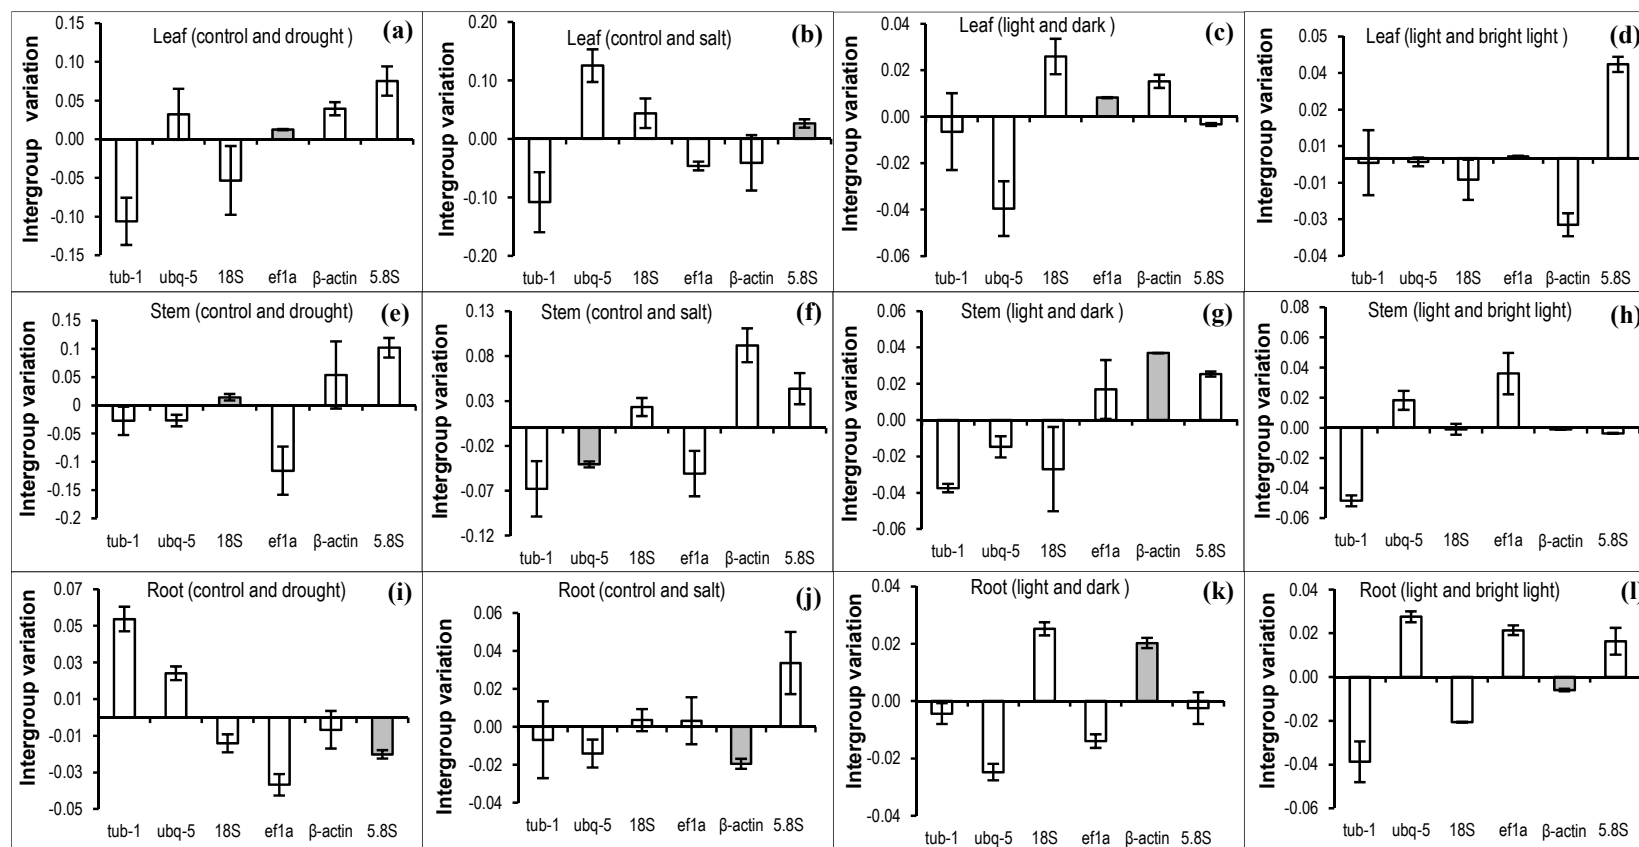 Leaf (control and drought )
(a)
Intergroup variation
0.15
0.10
0.05
0.00
-0.05
-0.10
-0.15
tub-1 ubq-5 18S ef1a β-actin 5.8S
Leaf (control and salt)
(b)
Intergroup variation
0.20
0.10
0.00
-0.10
-0.20
tub-1 ubq-5 18S ef1a β-actin 5.8S
Leaf (light and dark )
(c)
Intergroup variation
0.04
0.02
0.00
-0.02
-0.04
-0.06
tub-1 ubq-5 18S ef1a β-actin 5.8S
Leaf (light and bright light )
(d)
Intergroup variation
0.05
0.04
0.02
0.01
-0.01
-0.03
-0.04
tub-1 ubq-5 18S ef1a β-actin 5.8S
Stem (control and drought)
(e)
Intergroup variation
0.15
0.1
0.05
0
-0.05
-0.1
-0.15
-0.2
tub-1 ubq-5 18S ef1a β-actin 5.8S
Stem (control and salt)
(f)
Intergroup variation
0.13
0.08
0.03
-0.02
-0.07
-0.12
tub-1 ubq-5 18S ef1a β-actin 5.8S
Stem (light and dark )
(g)
Intergroup variation
0.06
0.04
0.02
0.00
-0.02
-0.04
-0.06
tub-1 ubq-5 18S ef1a β-actin 5.8S
Stem (light and bright light)
(h)
Intergroup variation
0.08
0.06
0.04
0.02
0.00
-0.02
-0.04
-0.06
tub-1 ubq-5 18S ef1a β-actin 5.8S
Root (control and drought)
(i)
Intergroup variation
0.07
0.05
0.03
0.01
-0.01
-0.03
-0.05
tub-1 ubq-5 18S ef1a β-actin 5.8S
Root (control and salt)
(j)
Intergroup variation
0.06
0.04
0.02
0.00
-0.02
-0.04
tub-1 ubq-5 18S ef1a β-actin 5.8S
Root (light and dark )
(k)
Intergroup variation
0.04
0.02
0.00
-0.02
-0.04
tub-1 ubq-5 18S ef1a β-actin 5.8S
Root (light and bright light)
(l)
Intergroup variation
0.04
0.02
0.00
-0.02
-0.04
-0.06
tub-1 ubq-5 18S ef1a β-actin 5.8S